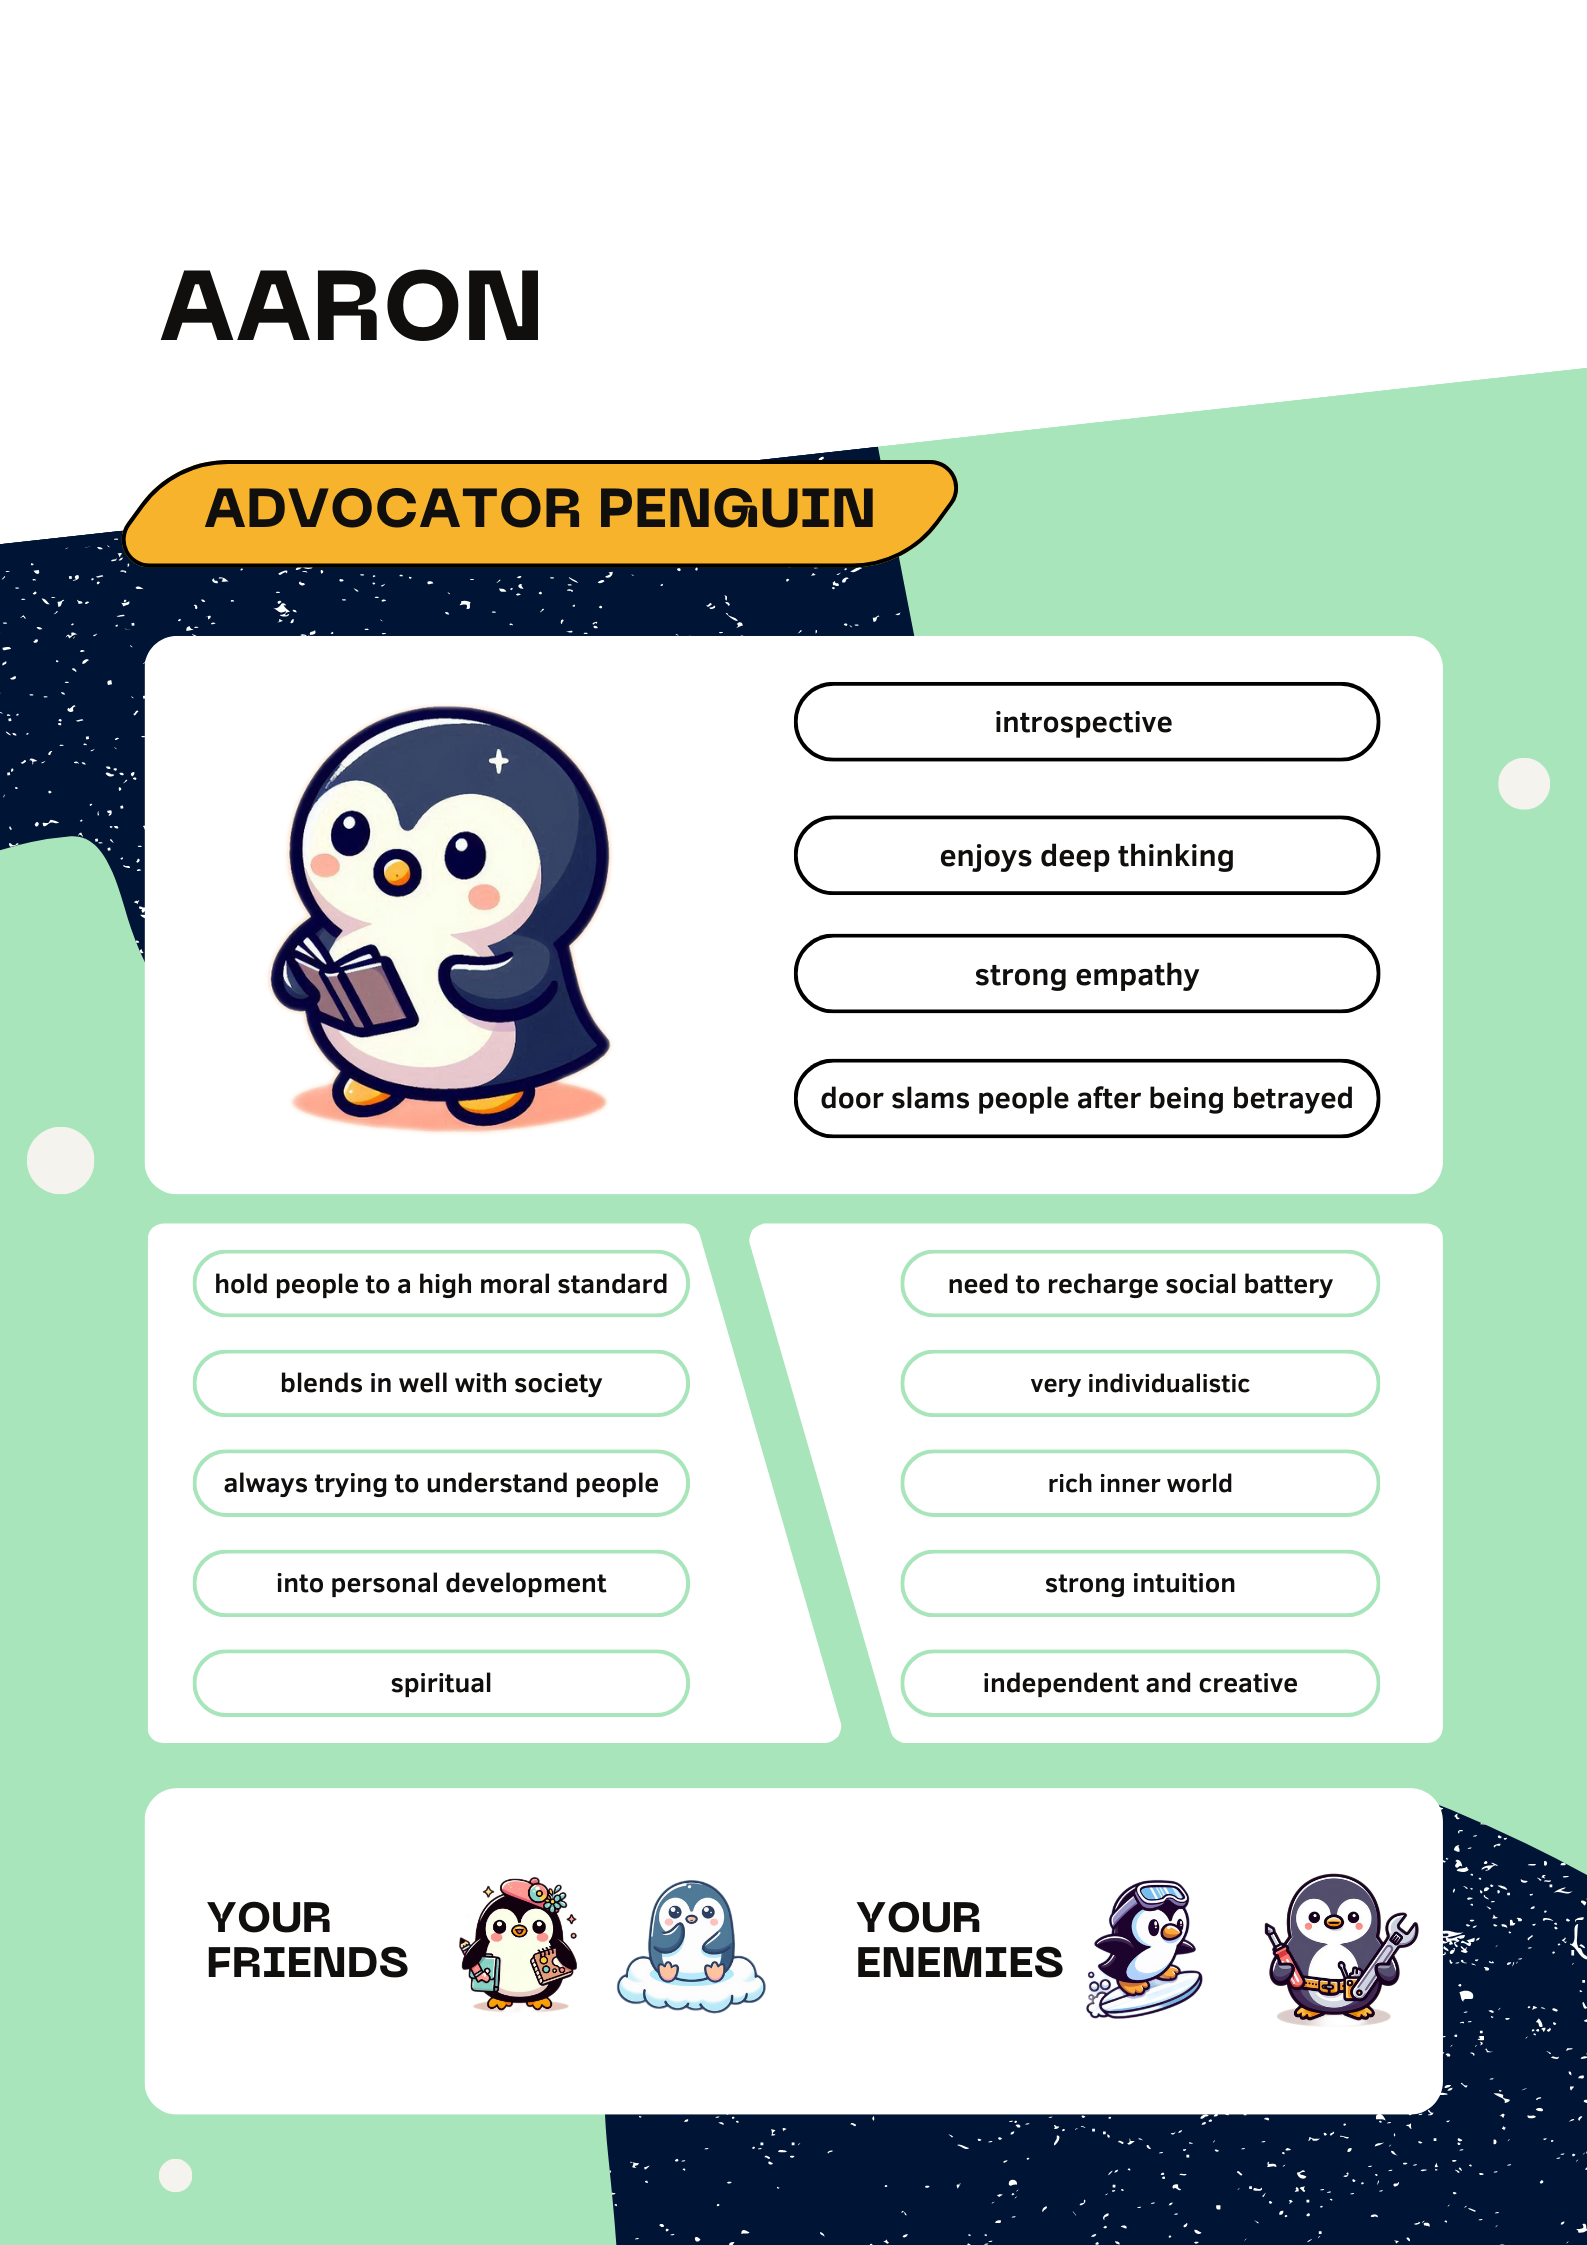 AARON
ADVOCATOR PENGUIN
introspective
enjoys deep thinking
strong empathy
door slams people after being betrayed
hold people to a high moral standard
blends in well with society
always trying to understand people
into personal development
spiritual
need to recharge social battery
very individualistic
rich inner world
strong intuition
independent and creative
YOUR
FRIENDS
YOUR
ENEMIES